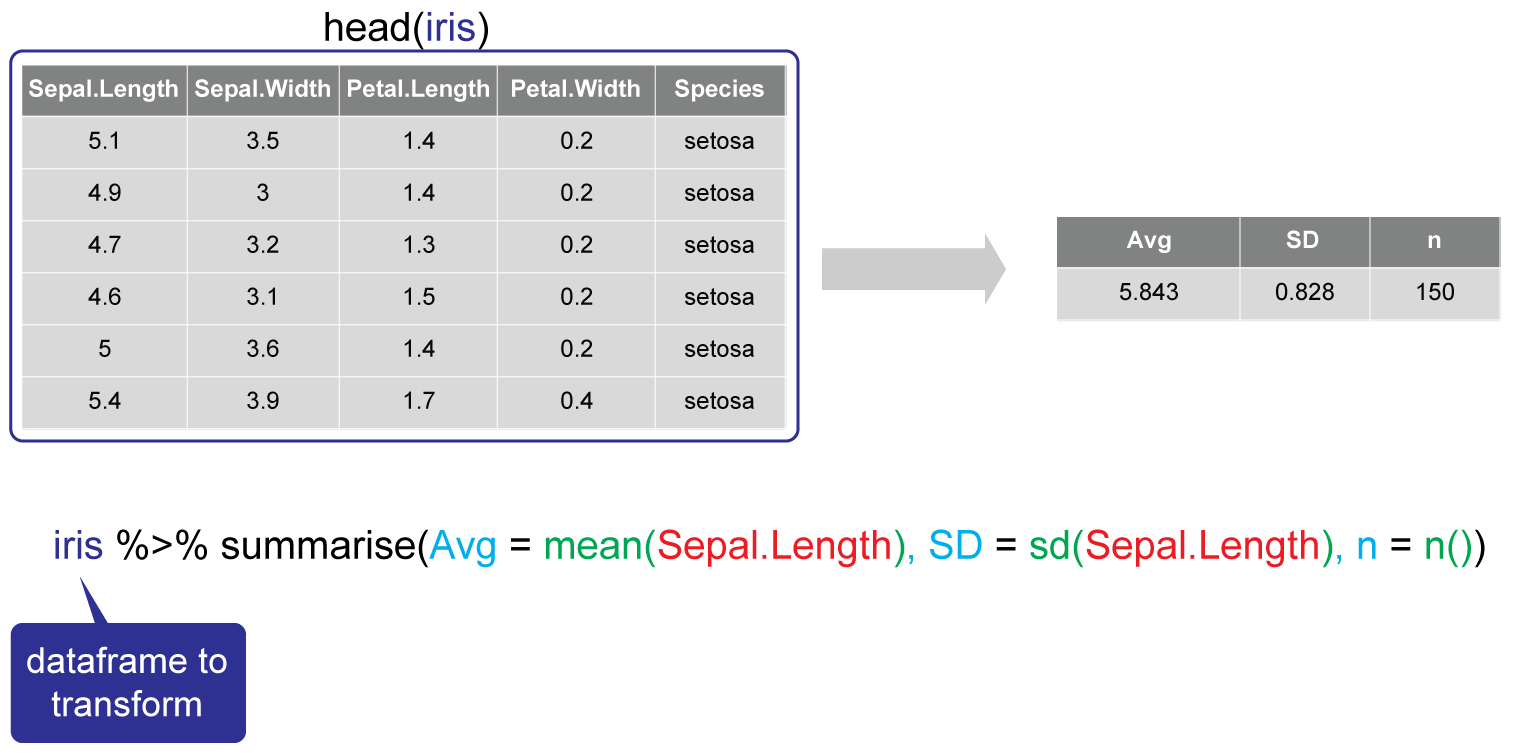 head(iris)
Sepal.Length Sepal.Width Petal.Length Petal.Width Species
5.1 3.5 1.4 0.2 setosa
4.9 3 1.4 0.2 setosa
4.7 3.2 1.3 0.2 setosa
4.6 3.1 1.5 0.2 setosa
5 3.6 1.4 0.2 setosa
5.4 3.9 1.7 0.4 setosa
Avg SD n
5.843 0.828 150
iris %>% summarise(Avg = mean(Sepal.Length), SD = sd(Sepal.Length), n = n())
dataframe to
transform